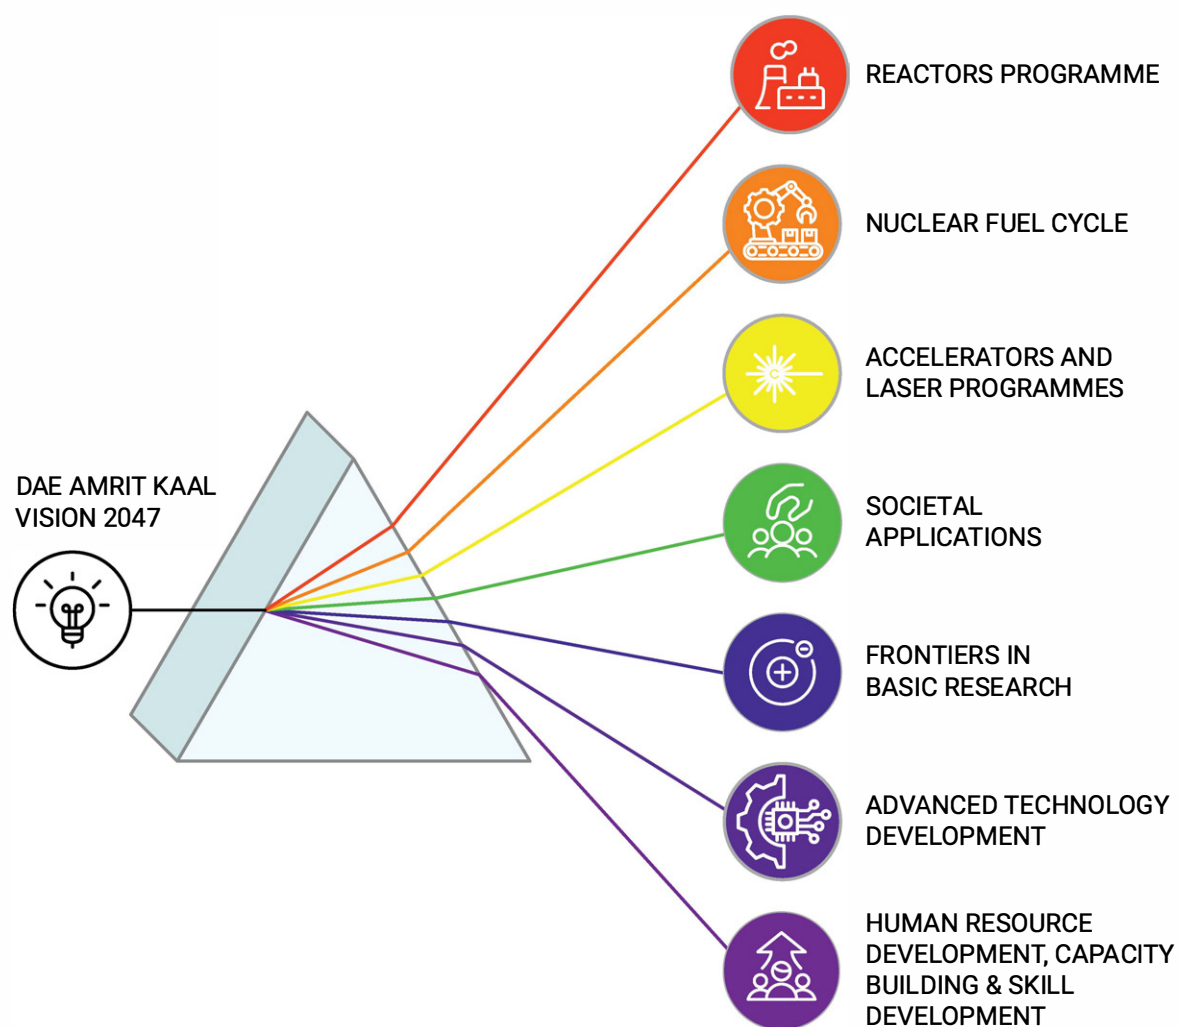 REACTORS PROGRAMME
NUCLEAR FUEL CYCLE
ACCELERATORS AND
LASER PROGRAMMES
DAE AMRIT KAAL
VISION 2047
SOCIETAL
APPLICATIONS
FRONTIERS IN
BASIC RESEARCH
ADVANCED TECHNOLOGY
DEVELOPMENT
HUMAN RESOURCE
DEVELOPMENT, CAPACITY
BUILDING & SKILL
DEVELOPMENT